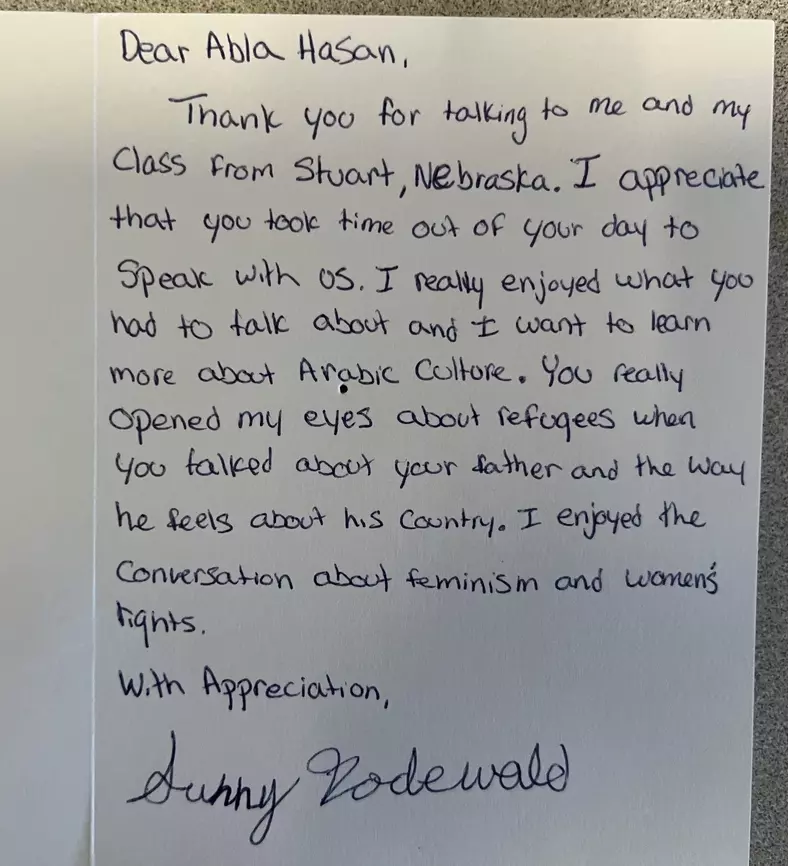 Dear Abla Hasan,
Thank you for talking to me and my
Class from Stuart, Nebraska. I appreciate
that you took time out of your day to
Speak with us. I really enjoyed what you
had to talk about and I want to learn
more about Arabic Culture. You really
opened my eyes about refugees when
you talked about your father and the way
he feels about his Country. I enjoyed the
Conversation about feminism and women's
rights.
With Appreciation,
Sunny Rodewald